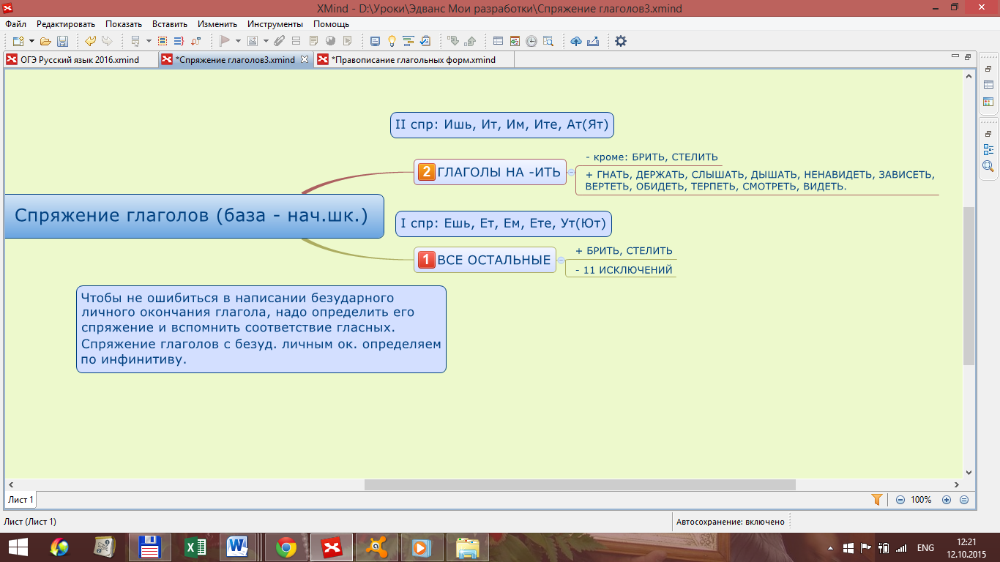 XMind - D:\Уроки\Эдванс Мои разработки\Спряжение глаголов3.xmind
Файл Редактировать Показать Вставить Изменить Инструменты Помощь
ОГЭ Русский язык 2016.xmind *Спряжение глаголов3.xmind *Правописание глагольных форм.xmind
II спр: Ишь, Ит, Им, Ите, Ат(Ят)
- кроме: БРИТЬ, СТЕЛИТЬ
2 ГЛАГОЛЫ НА -ИТЬ
+ ГНАТЬ, ДЕРЖАТЬ, СЛЫШАТЬ, ДЫШАТЬ, НЕНАВИДЕТЬ, ЗАВИСЕТЬ,
ВЕРТЕТЬ, ОБИДЕТЬ, ТЕРПЕТЬ, СМОТРЕТЬ, ВИДЕТЬ.
Спряжение глаголов (база - нач.шк.)
I спр: Ешь, Ет, Ем, Ете, Ут(Ют)
+ БРИТЬ, СТЕЛИТЬ
1 ВСЕ ОСТАЛЬНЫЕ
- 11 ИСКЛЮЧЕНИЙ
Чтобы не ошибиться в написании безударного
личного окончания глагола, надо определить его
спряжение и вспомнить соответствие гласных.
Спряжение глаголов с безуд. личным ок. определяем
по инфинитиву.
Лист 1
100%
Лист (Лист 1)
Автосохранение: включено
ENG
12:21
12.10.2015